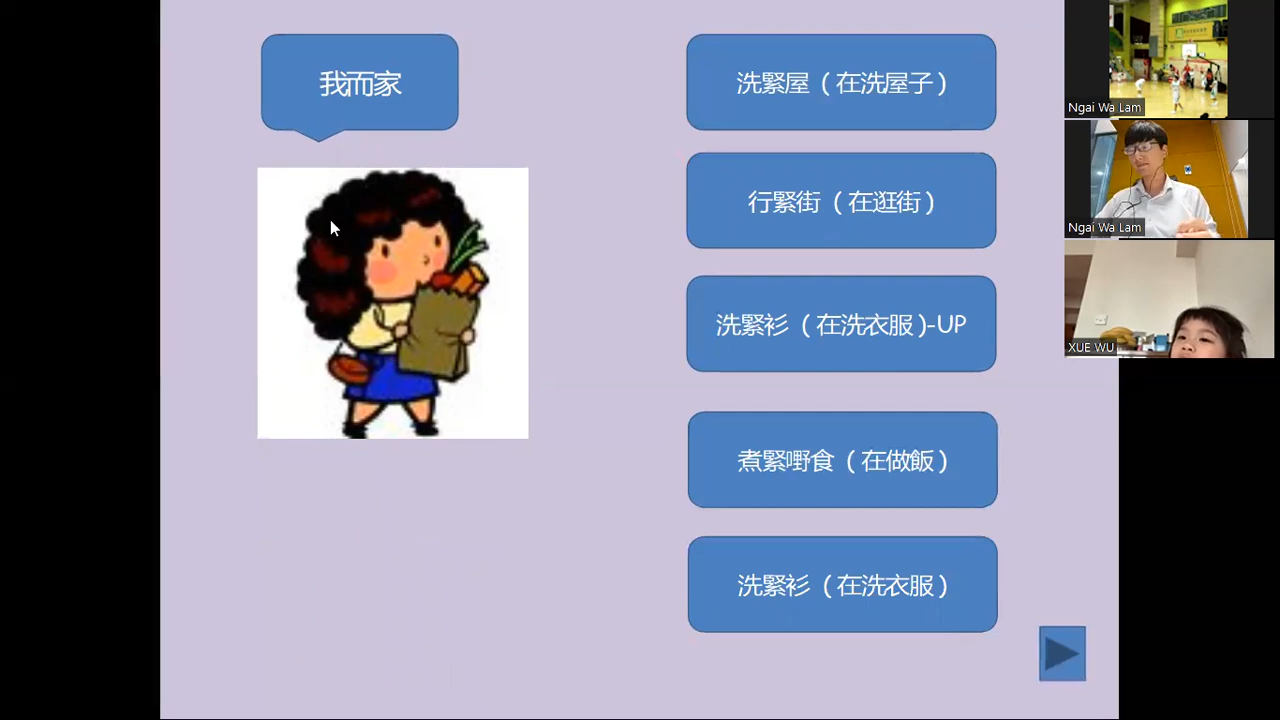 我而家
洗緊屋（在洗屋子）
行緊街（在逛街）
洗緊衫（在洗衣服）-UP
煮緊嘢食（在做飯）
洗緊衫（在洗衣服）
Ngai Wa Lam
Ngai Wa Lam
XUE WU